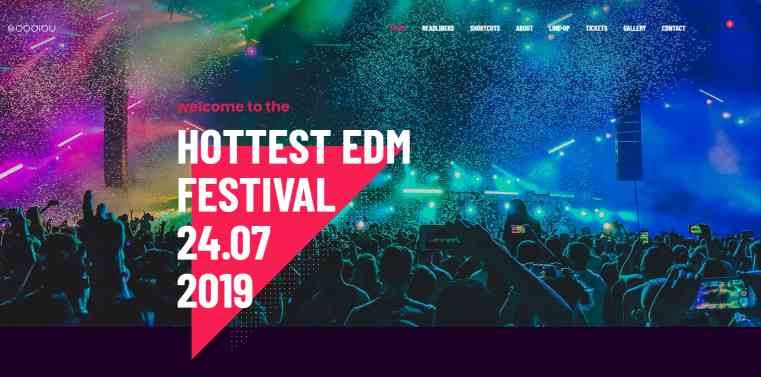 HEADLINERS SHORTCUTS ABOUT LINE-UP TICKETS GALLERY CONTACT
welcome to the
HOTTEST EDM
FESTIVAL
24.07
2019